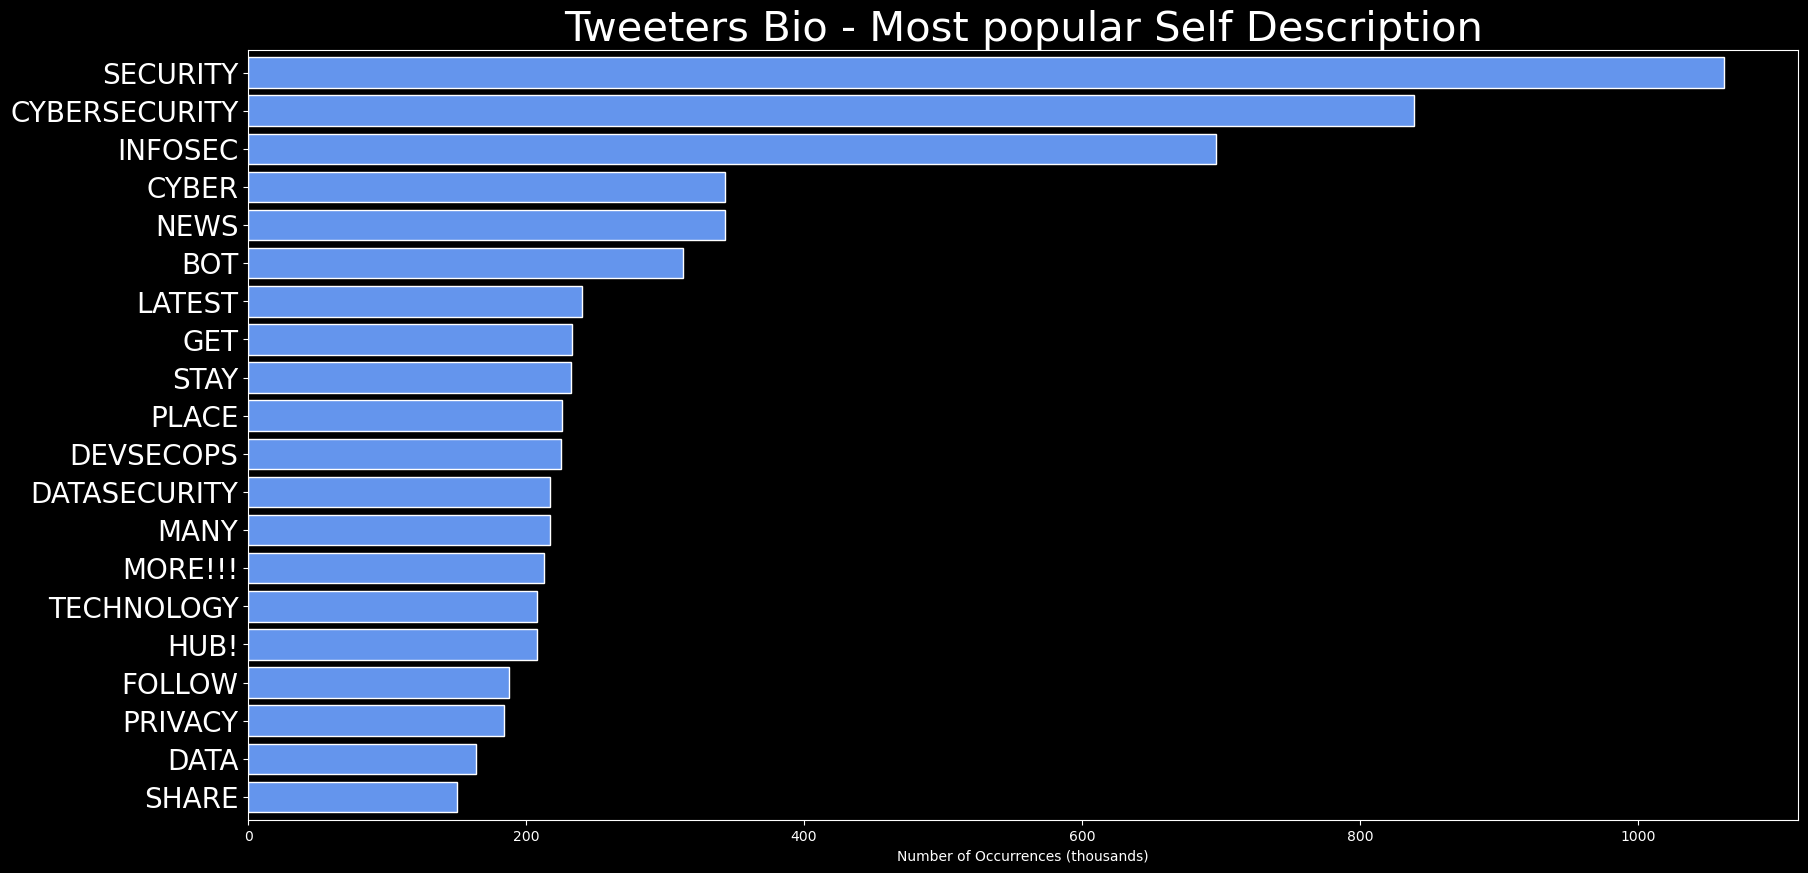 Tweeters Bio - Most popular Self Description
SECURITY
CYBERSECURITY
INFOSEC
CYBER
NEWS
BOT
LATEST
GET
STAY
PLACE
DEVSECOPS
DATASECURITY
MANY
MORE!!!
TECHNOLOGY
HUB!
FOLLOW
PRIVACY
DATA
SHARE
0 200 400 600 800 1000
Number of Occurrences (thousands)